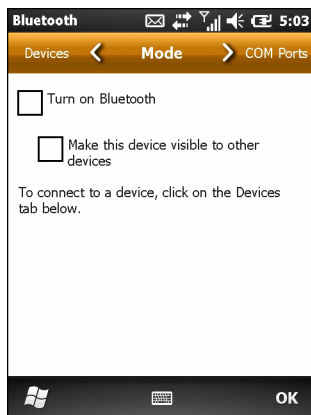 Bluetooth 5:03
Devices Mode COM Ports
Turn on Bluetooth
Make this device visible to other
devices
To connect to a device, click on the Devices
tab below.
OK